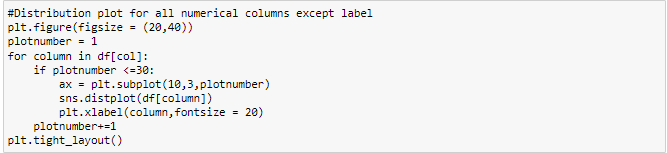 #Distribution plot for all numerical columns except label
plt.figure(figsize = (20,40))
plotnumber = 1
for column in df[col]:
    if plotnumber <=30:
        ax = plt.subplot(10,3,plotnumber)
        sns.distplot(df[column])
        plt.xlabel(column,fontsize = 20)
    plotnumber+=1
plt.tight_layout()